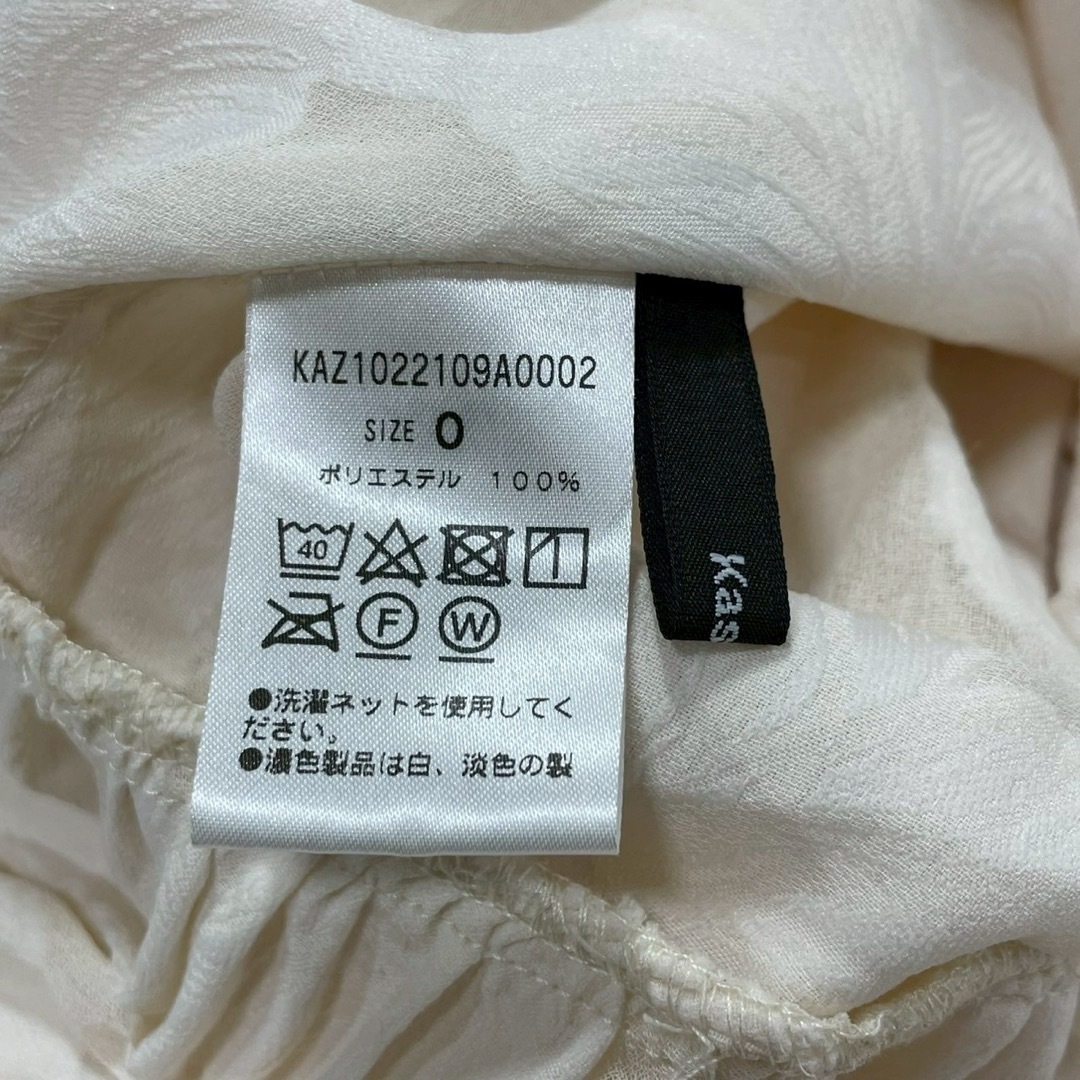 KAZ1022109A0002
SIZE 0
ポリエステル 100%
40
F W
●洗濯ネットを使用してく
ださい。
●濃色製品は白、淡色の製
Kas